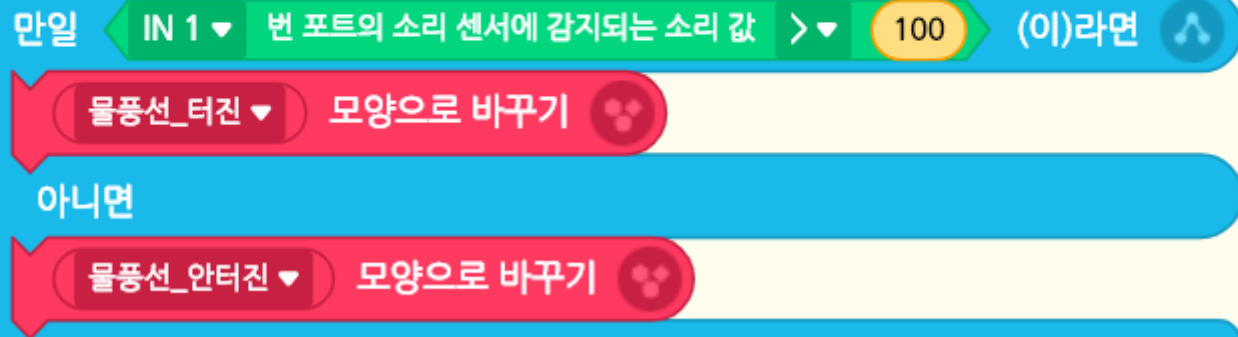 만일 IN 1 번 포트의 소리 센서에 감지되는 소리 값 > 100 (이)라면
물풍선_터진 모양으로 바꾸기
아니면
물풍선_안터진 모양으로 바꾸기